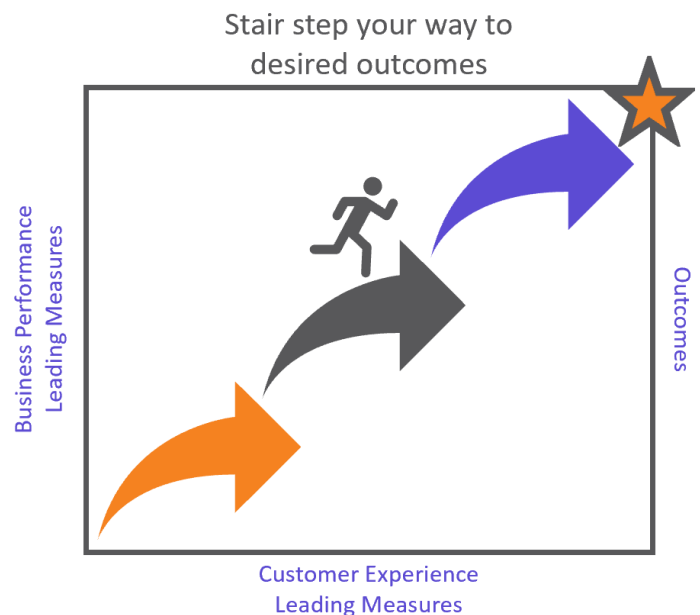 Stair step your way to
desired outcomes
Business Performance
Leading Measures
Outcomes
Customer Experience
Leading Measures